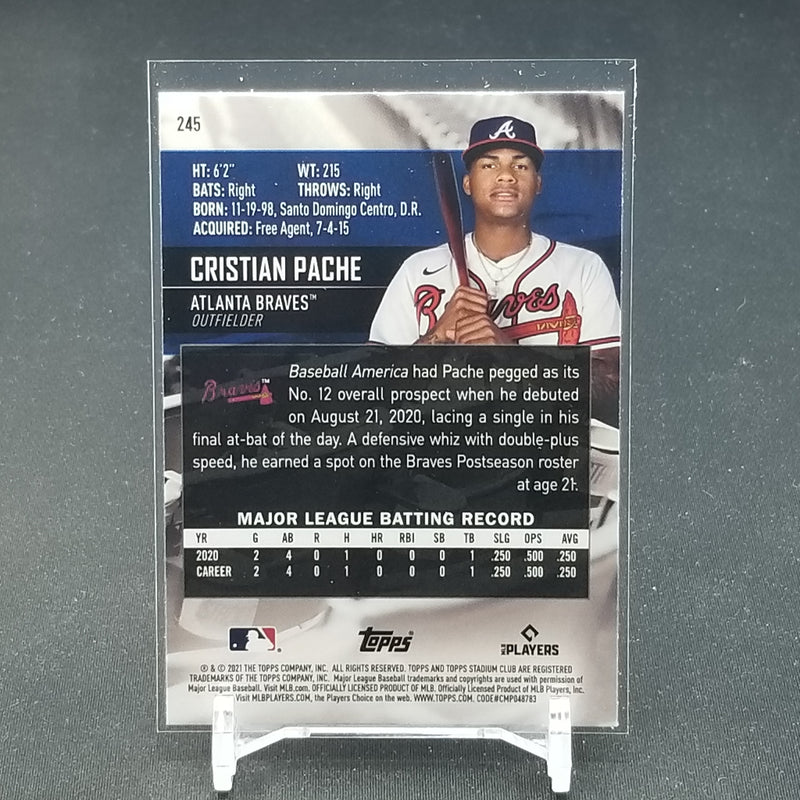 245
HT: 6'2" WT: 215
BATS: Right THROWS: Right
BORN: 11-19-98, Santo Domingo Centro, D.R.
ACQUIRED: Free Agent, 7-4-15
CRISTIAN PACHE
ATLANTA BRAVES™
OUTFIELDER
A
Braves
Braves™
Baseball America had Pache pegged as its
No. 12 overall prospect when he debuted
on August 21, 2020, lacing a single in his
final at-bat of the day. A defensive whiz with double-plus
speed, he earned a spot on the Braves Postseason roster
at age 21.
MAJOR LEAGUE BATTING RECORD
YR G AB R H HR RBI SB TB SLG OPS AVG
2020 2 4 0 1 0 0 0 1 .250 .500 .250
CAREER 2 4 0 1 0 0 0 1 .250 .500 .250
topps® MLB PLAYERS
® & © 2021 THE TOPPS COMPANY, INC. ALL RIGHTS RESERVED. TOPPS AND TOPPS STADIUM CLUB ARE REGISTERED
TRADEMARKS OF THE TOPPS COMPANY, INC. Major League Baseball trademarks and copyrights are used with permission of
Major League Baseball. Visit MLB.com. OFFICIALLY LICENSED PRODUCT OF MLB. Officially Licensed Product of MLB Players, Inc.
Visit MLBPLAYERS.COM, the Players Choice on the web. WWW.TOPPS.COM. CODE#CMP048783